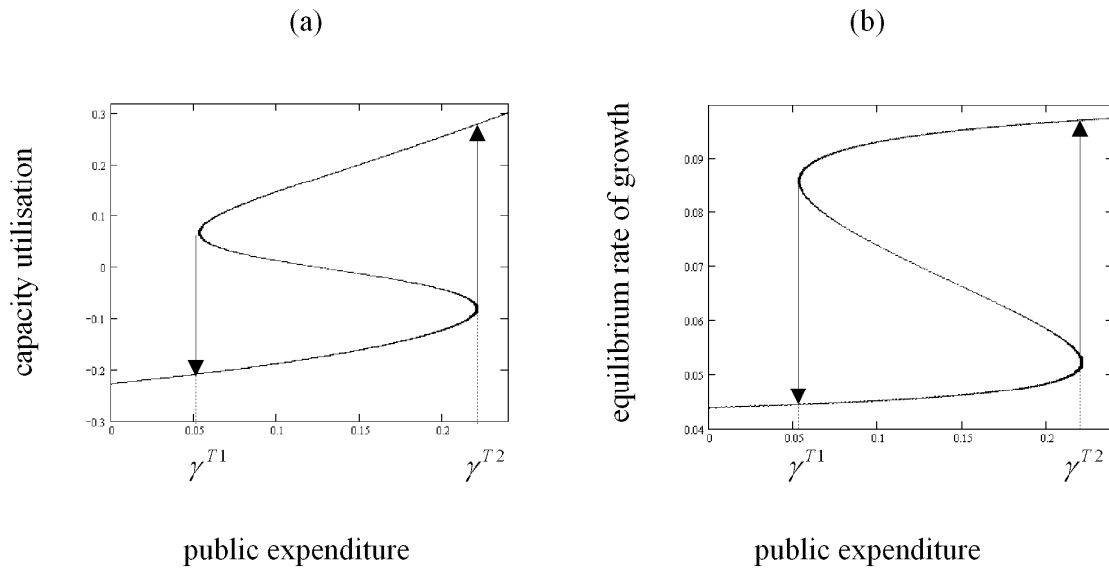 (a)
(b)
capacity utilisation
0.3
0.2
0.1
0
−0.1
−0.2
−0.3
0
0.05
0.1
0.15
0.2
γ^{T1}
γ^{T2}
public expenditure
equilibrium rate of growth
0.09
0.08
0.07
0.06
0.05
0.04
0
0.05
0.1
0.15
0.2
γ^{T1}
γ^{T2}
public expenditure